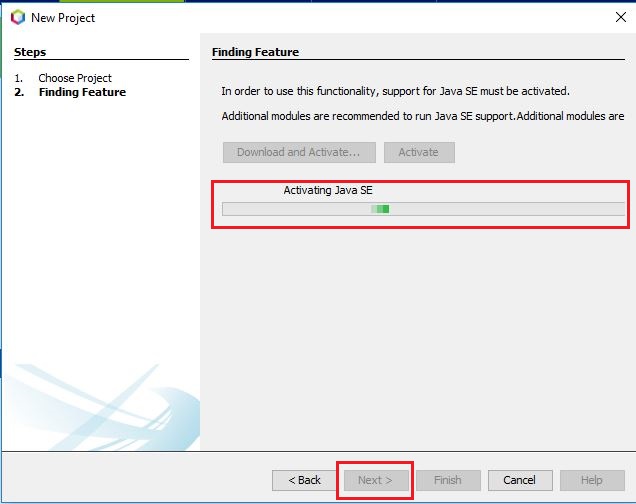 New Project
Steps
1. Choose Project
2. Finding Feature
Finding Feature
In order to use this functionality, support for Java SE must be activated.
Additional modules are recommended to run Java SE support.Additional modules are
Download and Activate...
Activate
Activating Java SE
< Back
Next >
Finish
Cancel
Help